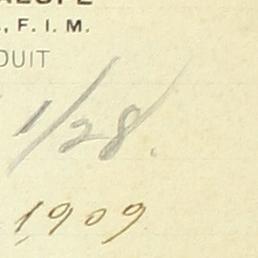 , F. I. M.
DUIT
1/28.
1909